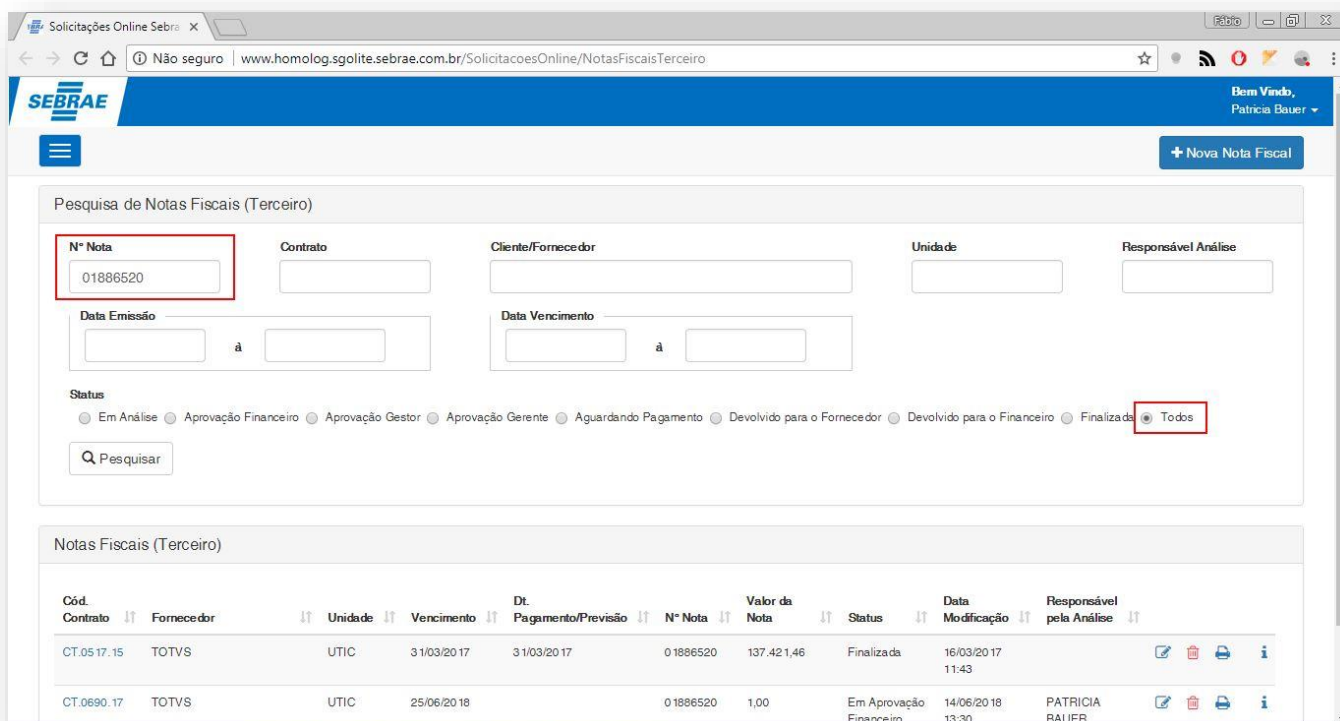 Solicitações Online Sebra
Fábio
Não seguro | www.homolog.sgolite.sebrae.com.br/SolicitacoesOnline/NotasFiscaisTerceiro
SEBRAE
Bem Vindo,
Patricia Bauer
+ Nova Nota Fiscal
Pesquisa de Notas Fiscais (Terceiro)
N° Nota Contrato Cliente/Fornecedor Unidade Responsável Análise
01886520
Data Emissão Data Vencimento
à à
Status
Em Análise Aprovação Financeiro Aprovação Gestor Aprovação Gerente Aguardando Pagamento Devolvido para o Fornecedor Devolvido para o Financeiro Finalizada Todos
Pesquisar
Notas Fiscais (Terceiro)
Cód. Dt. Valor da Data Responsável
Contrato Fornecedor Unidade Vencimento Pagamento/Previsão N° Nota Nota Status Modificação pela Análise
CT.0517.15 TOTVS UTIC 31/03/2017 31/03/2017 01886520 137.421,46 Finalizada 16/03/2017
11:43
CT.0690.17 TOTVS UTIC 25/06/2018 01886520 1,00 Em Aprovação 14/06/2018 PATRICIA
Financeiro 13:30 BAUER